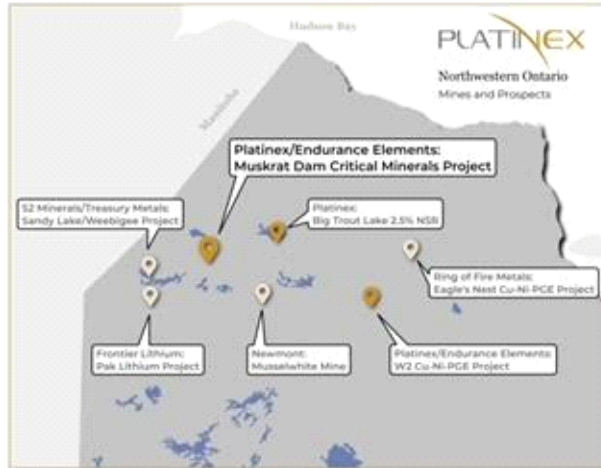 Hudson Bay
PLATINEX
Northwestern Ontario
Mines and Prospects
Manitoba
Platinex/Endurance Elements:
Muskrat Dam Critical Minerals Project
S2 Minerals/Treasury Metals:
Sandy Lake/Weebigee Project
Platinex:
Big Trout Lake 2.5% NSR
Ring of Fire Metals:
Eagle's Nest Cu-Ni-PGE Project
Frontier Lithium:
Pak Lithium Project
Newmont:
Musselwhite Mine
Platinex/Endurance Elements:
W2 Cu-Ni-PGE Project